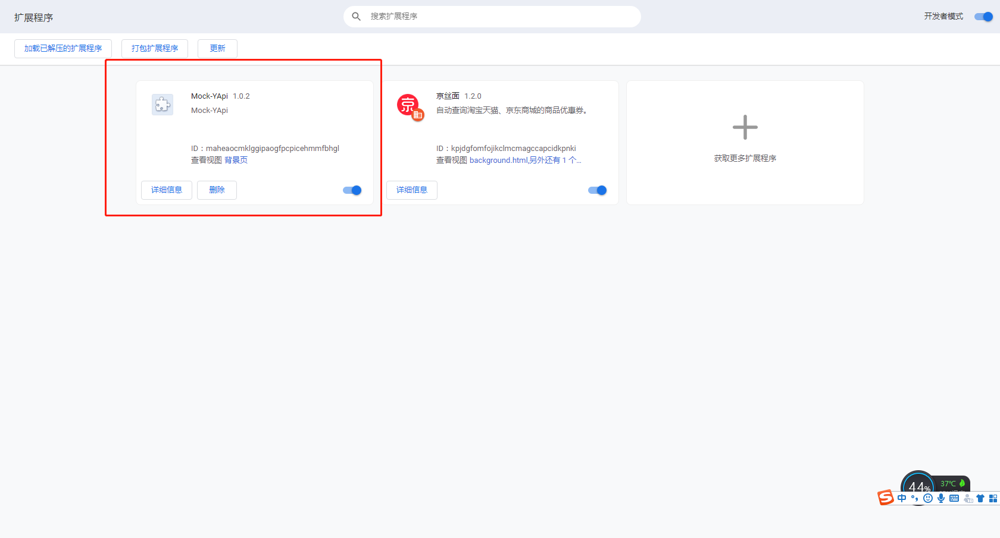 扩展程序
搜索扩展程序
开发者模式
加载已解压的扩展程序
打包扩展程序
更新
Mock-YApi 1.0.2
Mock-YApi
ID：maheaocmklggipaogfpcpicehmmfbhgl
查看视图 背景页
详细信息
删除
京
京丝面 1.2.0
自动查询淘宝天猫、京东商城的商品优惠券。
ID：kpjdgfomfojikclmcmagccapcidkpnki
查看视图 background.html,另外还有 1 个...
详细信息
获取更多扩展程序
44%
37℃
S 中